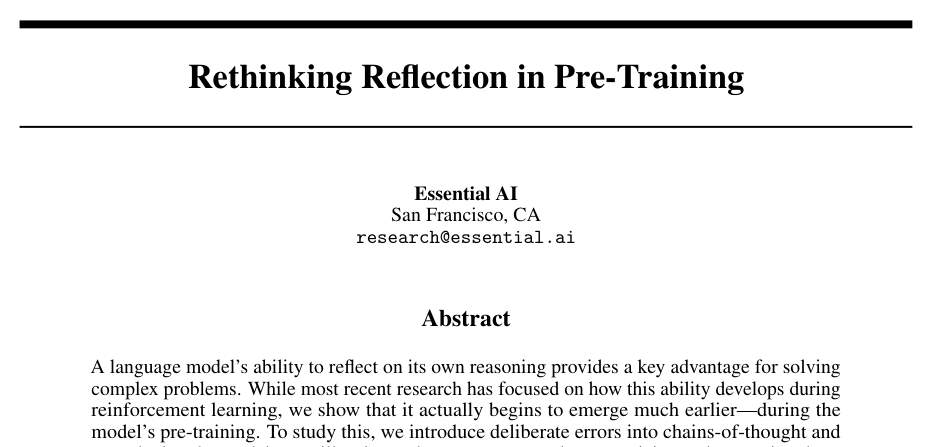 Rethinking Reflection in Pre-Training
Essential AI
San Francisco, CA
research@essential.ai
Abstract
A language model's ability to reflect on its own reasoning provides a key advantage for solving
complex problems. While most recent research has focused on how this ability develops during
reinforcement learning, we show that it actually begins to emerge much earlier—during the
model's pre-training. To study this, we introduce deliberate errors into chains-of-thought and